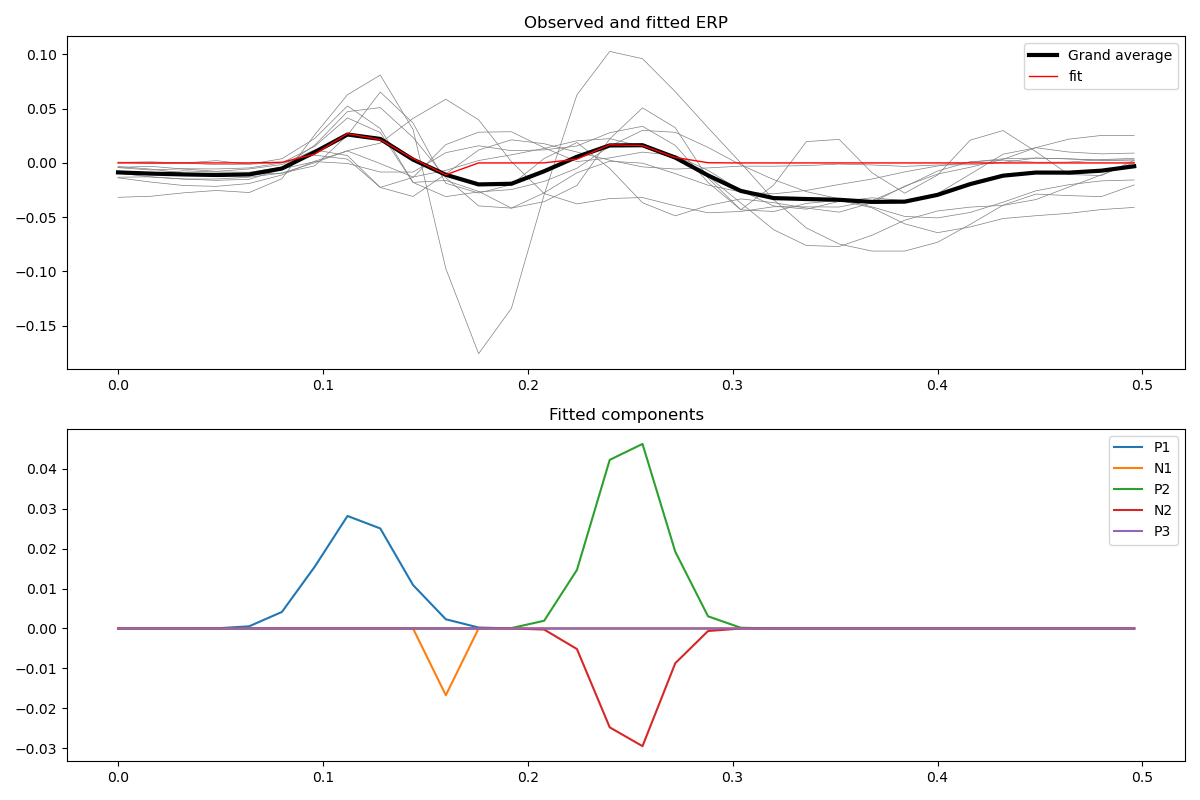 Observed and fitted ERP
0.10
0.05
0.00
−0.05
−0.10
−0.15
Grand average
fit
0.0 0.1 0.2 0.3 0.4 0.5
Fitted components
0.04
0.03
0.02
0.01
0.00
−0.01
−0.02
−0.03
P1
N1
P2
N2
P3
0.0 0.1 0.2 0.3 0.4 0.5